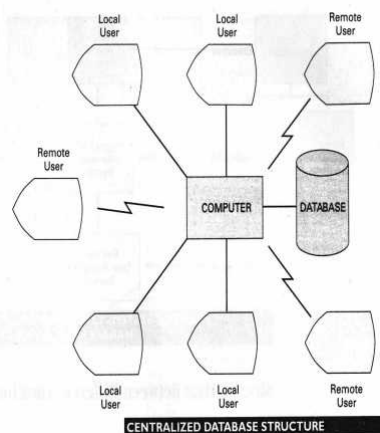 Local
User
Local
User
Remote
User
Remote
User
COMPUTER
DATABASE
Local
User
Local
User
Remote
User
CENTRALIZED DATABASE STRUCTURE